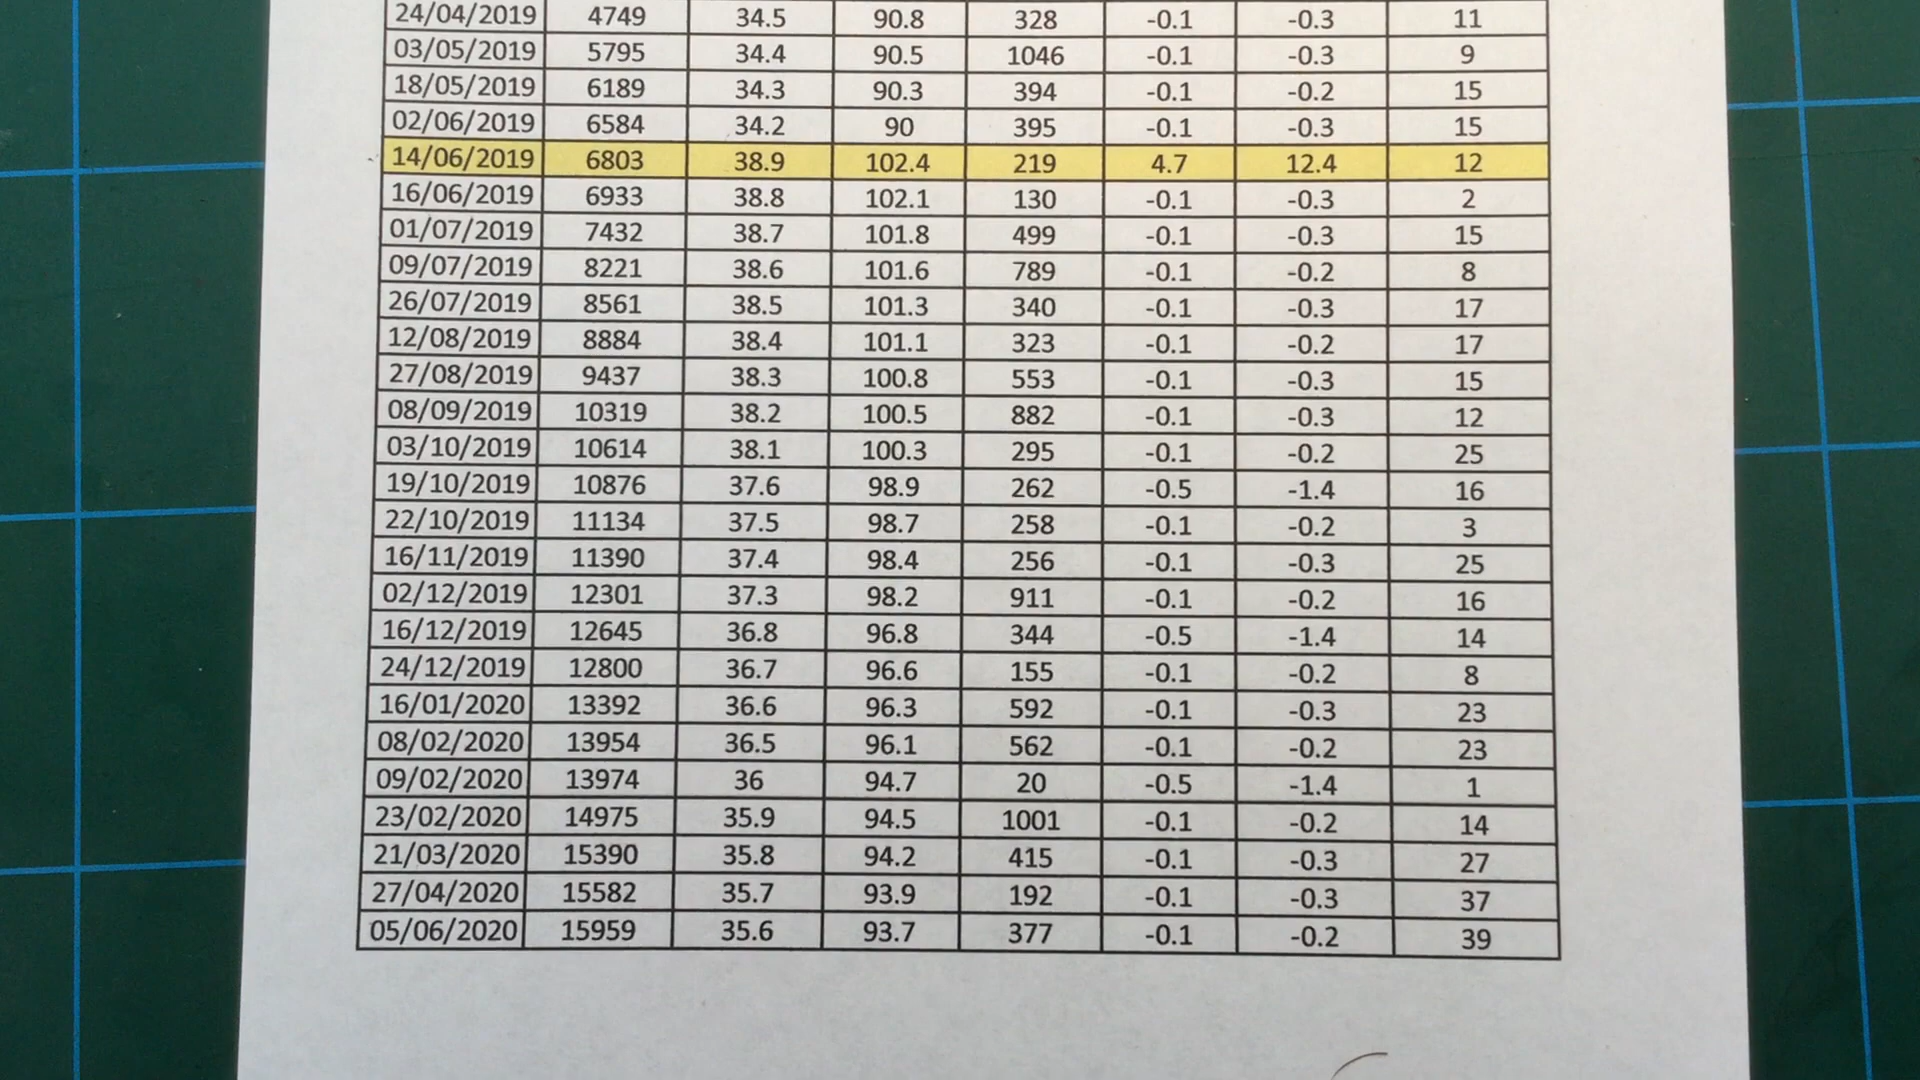 24/04/2019 4749 34.5 90.8 328 -0.1 -0.3 11
03/05/2019 5795 34.4 90.5 1046 -0.1 -0.3 9
18/05/2019 6189 34.3 90.3 394 -0.1 -0.2 15
02/06/2019 6584 34.2 90 395 -0.1 -0.3 15
14/06/2019 6803 38.9 102.4 219 4.7 12.4 12
16/06/2019 6933 38.8 102.1 130 -0.1 -0.3 2
01/07/2019 7432 38.7 101.8 499 -0.1 -0.3 15
09/07/2019 8221 38.6 101.6 789 -0.1 -0.2 8
26/07/2019 8561 38.5 101.3 340 -0.1 -0.3 17
12/08/2019 8884 38.4 101.1 323 -0.1 -0.2 17
27/08/2019 9437 38.3 100.8 553 -0.1 -0.3 15
08/09/2019 10319 38.2 100.5 882 -0.1 -0.3 12
03/10/2019 10614 38.1 100.3 295 -0.1 -0.2 25
19/10/2019 10876 37.6 98.9 262 -0.5 -1.4 16
22/10/2019 11134 37.5 98.7 258 -0.1 -0.2 3
16/11/2019 11390 37.4 98.4 256 -0.1 -0.3 25
02/12/2019 12301 37.3 98.2 911 -0.1 -0.2 16
16/12/2019 12645 36.8 96.8 344 -0.5 -1.4 14
24/12/2019 12800 36.7 96.6 155 -0.1 -0.2 8
16/01/2020 13392 36.6 96.3 592 -0.1 -0.3 23
08/02/2020 13954 36.5 96.1 562 -0.1 -0.2 23
09/02/2020 13974 36 94.7 20 -0.5 -1.4 1
23/02/2020 14975 35.9 94.5 1001 -0.1 -0.2 14
21/03/2020 15390 35.8 94.2 415 -0.1 -0.3 27
27/04/2020 15582 35.7 93.9 192 -0.1 -0.3 37
05/06/2020 15959 35.6 93.7 377 -0.1 -0.2 39